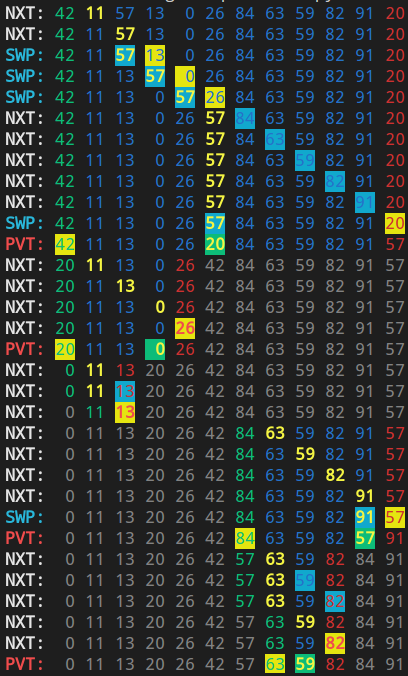 NXT: 42 11 57 13 0 26 84 63 59 82 91 20
NXT: 42 11 57 13 0 26 84 63 59 82 91 20
SWP: 42 11 57 13 0 26 84 63 59 82 91 20
SWP: 42 11 13 57 0 26 84 63 59 82 91 20
SWP: 42 11 13 0 57 26 84 63 59 82 91 20
NXT: 42 11 13 0 26 57 84 63 59 82 91 20
NXT: 42 11 13 0 26 57 84 63 59 82 91 20
NXT: 42 11 13 0 26 57 84 63 59 82 91 20
NXT: 42 11 13 0 26 57 84 63 59 82 91 20
NXT: 42 11 13 0 26 57 84 63 59 82 91 20
SWP: 42 11 13 0 26 57 84 63 59 82 91 20
PVT: 42 11 13 0 26 20 84 63 59 82 91 57
NXT: 20 11 13 0 26 42 84 63 59 82 91 57
NXT: 20 11 13 0 26 42 84 63 59 82 91 57
NXT: 20 11 13 0 26 42 84 63 59 82 91 57
NXT: 20 11 13 0 26 42 84 63 59 82 91 57
PVT: 20 11 13 0 26 42 84 63 59 82 91 57
NXT: 0 11 13 20 26 42 84 63 59 82 91 57
NXT: 0 11 13 20 26 42 84 63 59 82 91 57
NXT: 0 11 13 20 26 42 84 63 59 82 91 57
NXT: 0 11 13 20 26 42 84 63 59 82 91 57
NXT: 0 11 13 20 26 42 84 63 59 82 91 57
NXT: 0 11 13 20 26 42 84 63 59 82 91 57
NXT: 0 11 13 20 26 42 84 63 59 82 91 57
SWP: 0 11 13 20 26 42 84 63 59 82 91 57
PVT: 0 11 13 20 26 42 84 63 59 82 57 91
NXT: 0 11 13 20 26 42 57 63 59 82 84 91
NXT: 0 11 13 20 26 42 57 63 59 82 84 91
NXT: 0 11 13 20 26 42 57 63 59 82 84 91
NXT: 0 11 13 20 26 42 57 63 59 82 84 91
NXT: 0 11 13 20 26 42 57 63 59 82 84 91
PVT: 0 11 13 20 26 42 57 63 59 82 84 91